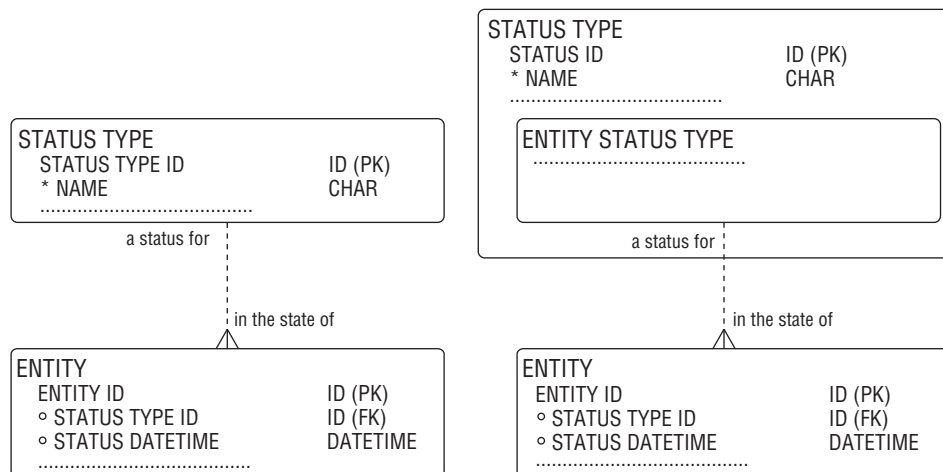 STATUS TYPE
STATUS TYPE ID ID (PK)
* NAME CHAR
.......................................
a status for
in the state of
ENTITY
ENTITY ID ID (PK)
° STATUS TYPE ID ID (FK)
° STATUS DATETIME DATETIME
.......................................
STATUS TYPE
STATUS ID ID (PK)
* NAME CHAR
.......................................
ENTITY STATUS TYPE
.......................................
a status for
in the state of
ENTITY
ENTITY ID ID (PK)
° STATUS TYPE ID ID (FK)
° STATUS DATETIME DATETIME
.......................................